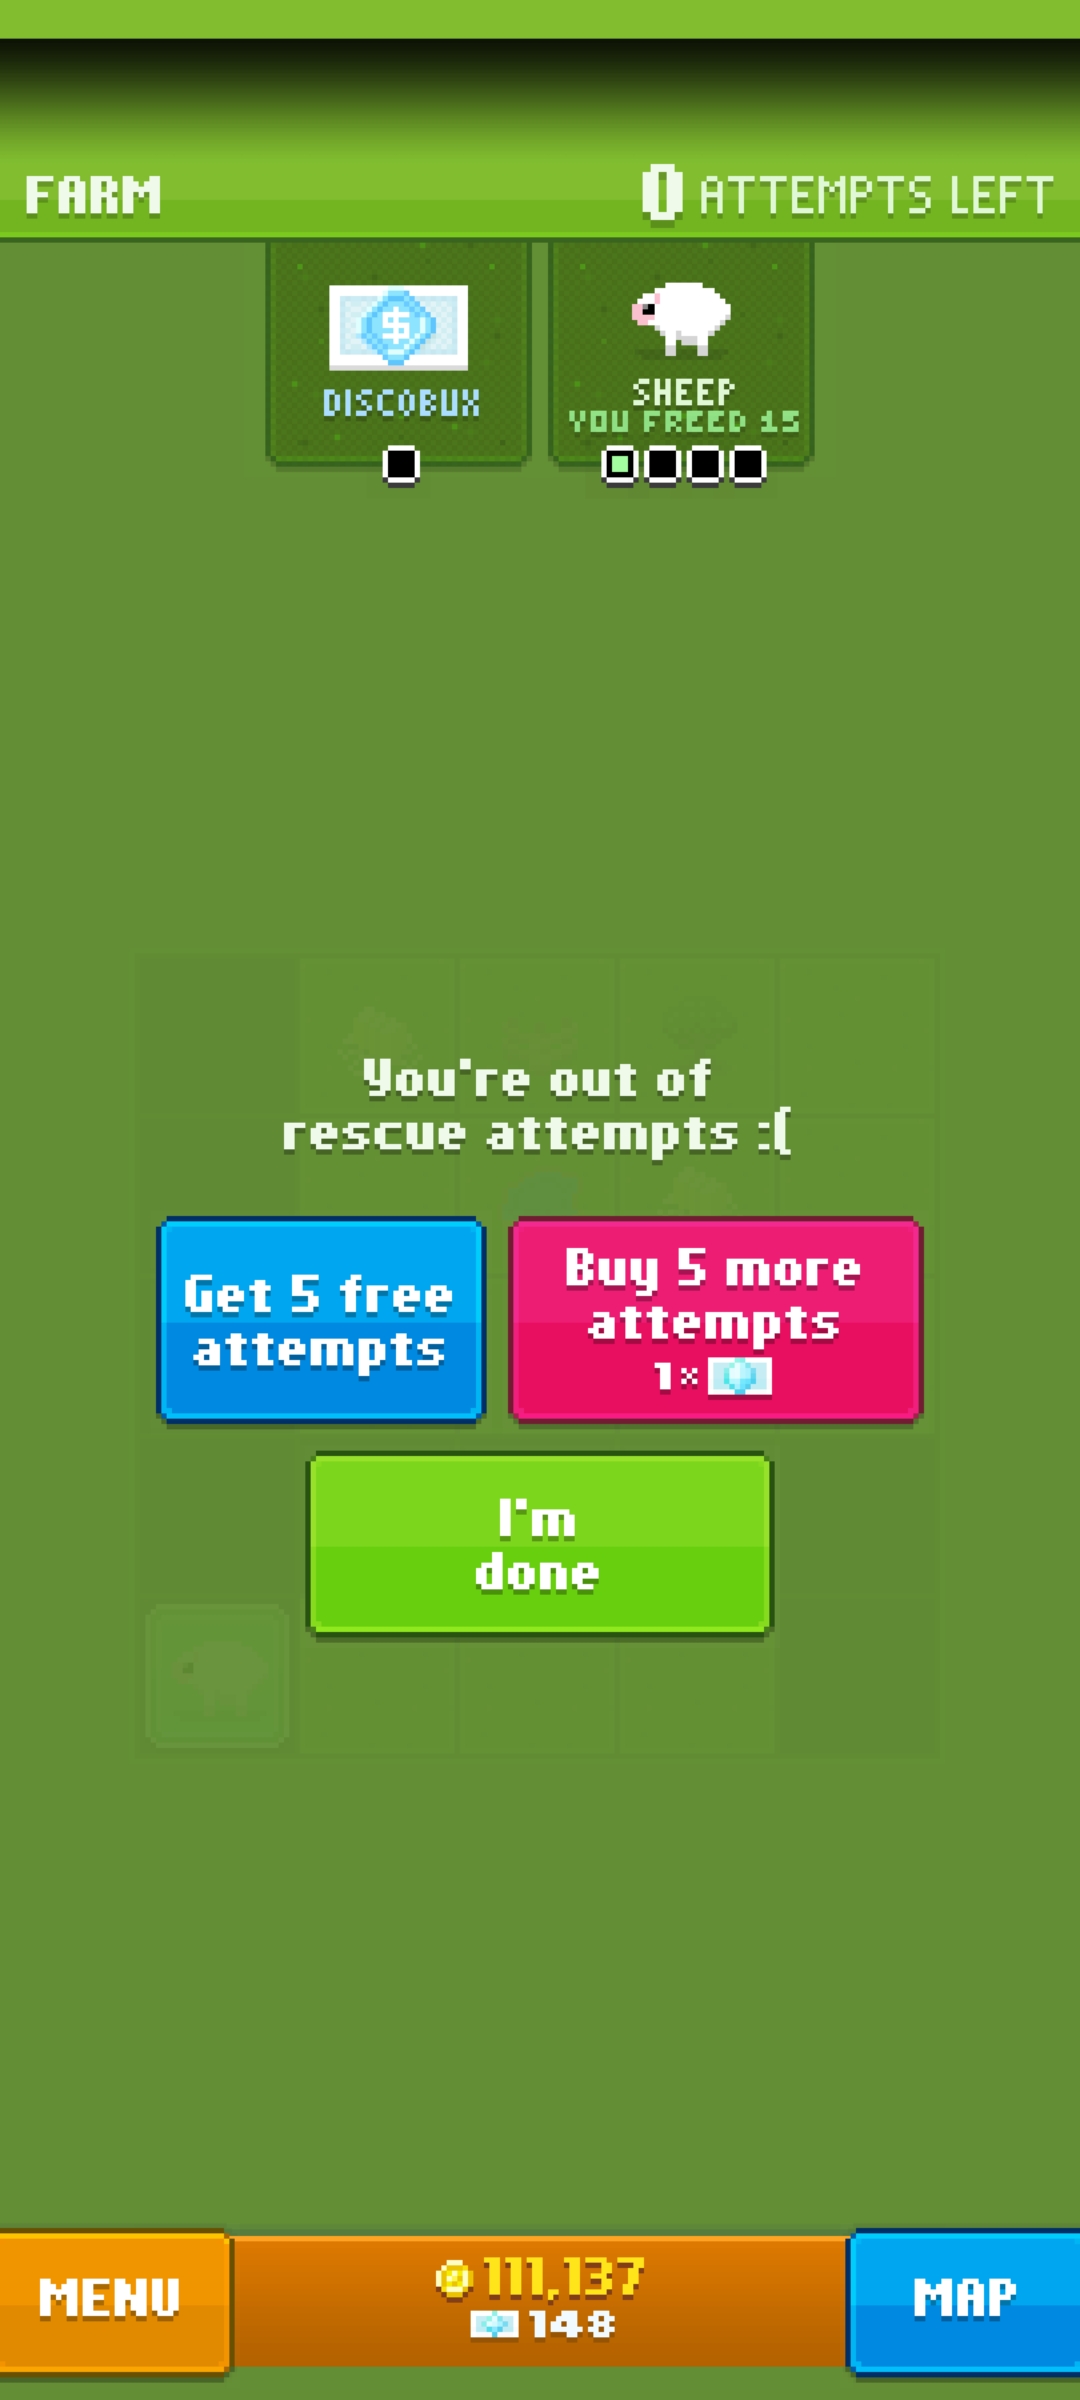 FARM
0 ATTEMPTS LEFT
$
DISCOBUX
SHEEP
YOU FREED 15
You're out of
rescue attempts :(
Get 5 free
attempts
Buy 5 more
attempts
1×
I'm
done
MENU
111,137
148
MAP